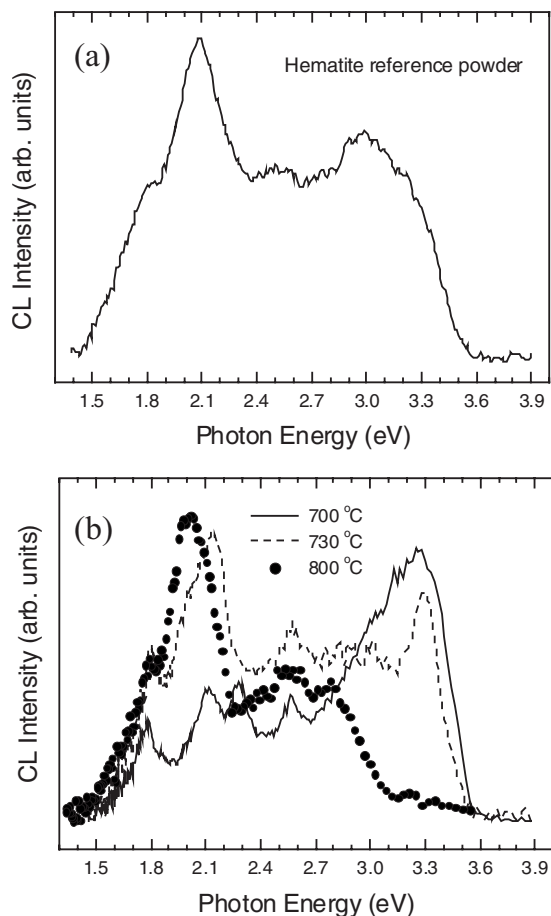 (a)
Hematite reference powder
CL Intensity (arb. units)
1.5 1.8 2.1 2.4 2.7 3.0 3.3 3.6 3.9
Photon Energy (eV)
(b)
700 °C
730 °C
800 °C
CL Intensity (arb. units)
1.5 1.8 2.1 2.4 2.7 3.0 3.3 3.6 3.9
Photon Energy (eV)